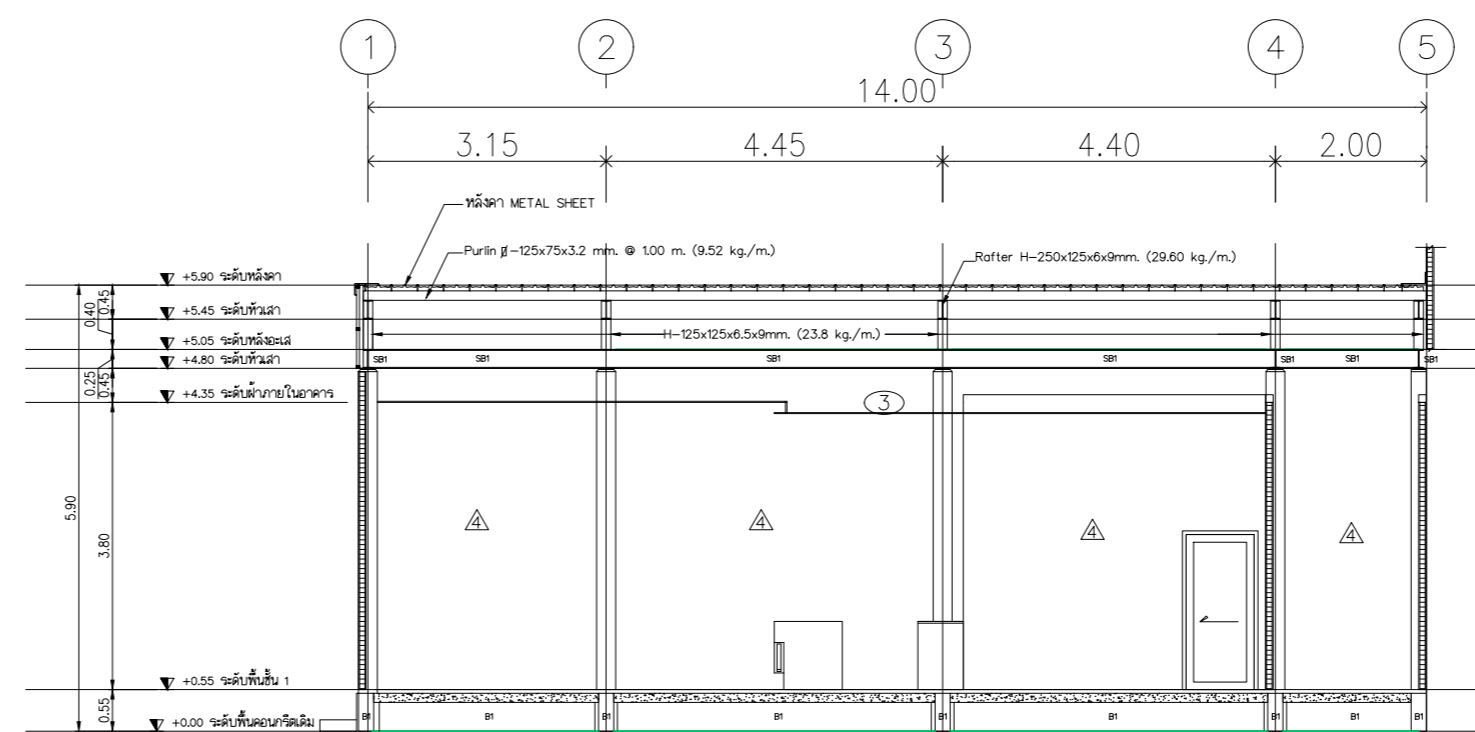 1 2 3 4 5
14.00
3.15 4.45 4.40 2.00
หลังคา METAL SHEET
Purlin -125x75x3.2 mm. @ 1.00 m. (9.52 kg./m.)
Rafter H-250x125x6x9mm. (29.60 kg./m.)
+5.90 ระดับหลังคา
0.45
+5.45 ระดับหัวเสา
0.40
H-125x125x6.5x9mm. (23.8 kg./m.)
+5.05 ระดับหลังอะเส
SB1 SB1 SB1 SB1 SB1 SB1 SB1
+4.80 ระดับหัวเสา
0.25
0.45
+4.35 ระดับฝ้าภายในอาคาร
3
5.90
3.80
4 4 4 4
+0.55 ระดับพื้นชั้น 1
0.55
+0.00 ระดับพื้นคอนกรีตเดิม
B1 B1 B1 B1 B1 B1 B1 B1 B1